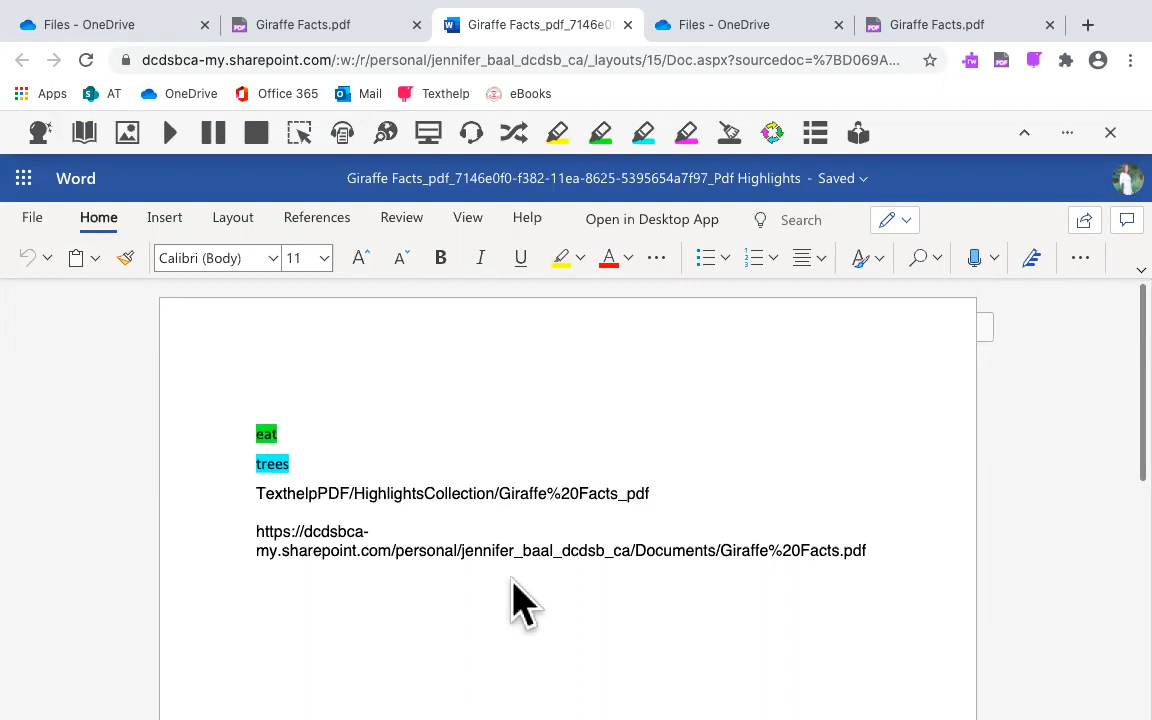 Files - OneDrive
Giraffe Facts.pdf
Giraffe Facts_pdf_7146e0
Files - OneDrive
Giraffe Facts.pdf
dcdsbca-my.sharepoint.com/:w:/r/personal/jennifer_baal_dcdsb_ca/_layouts/15/Doc.aspx?sourcedoc=%7BD069A...
Apps
AT
OneDrive
Office 365
Mail
Texthelp
eBooks
Word
Giraffe Facts_pdf_7146e0f0-f382-11ea-8625-5395654a7f97_Pdf Highlights - Saved
File
Home
Insert
Layout
References
Review
View
Help
Open in Desktop App
Search
Calibri (Body)
11
eat
trees
TexthelpPDF/HighlightsCollection/Giraffe%20Facts_pdf
https://dcdsbca-
my.sharepoint.com/personal/jennifer_baal_dcdsb_ca/Documents/Giraffe%20Facts.pdf